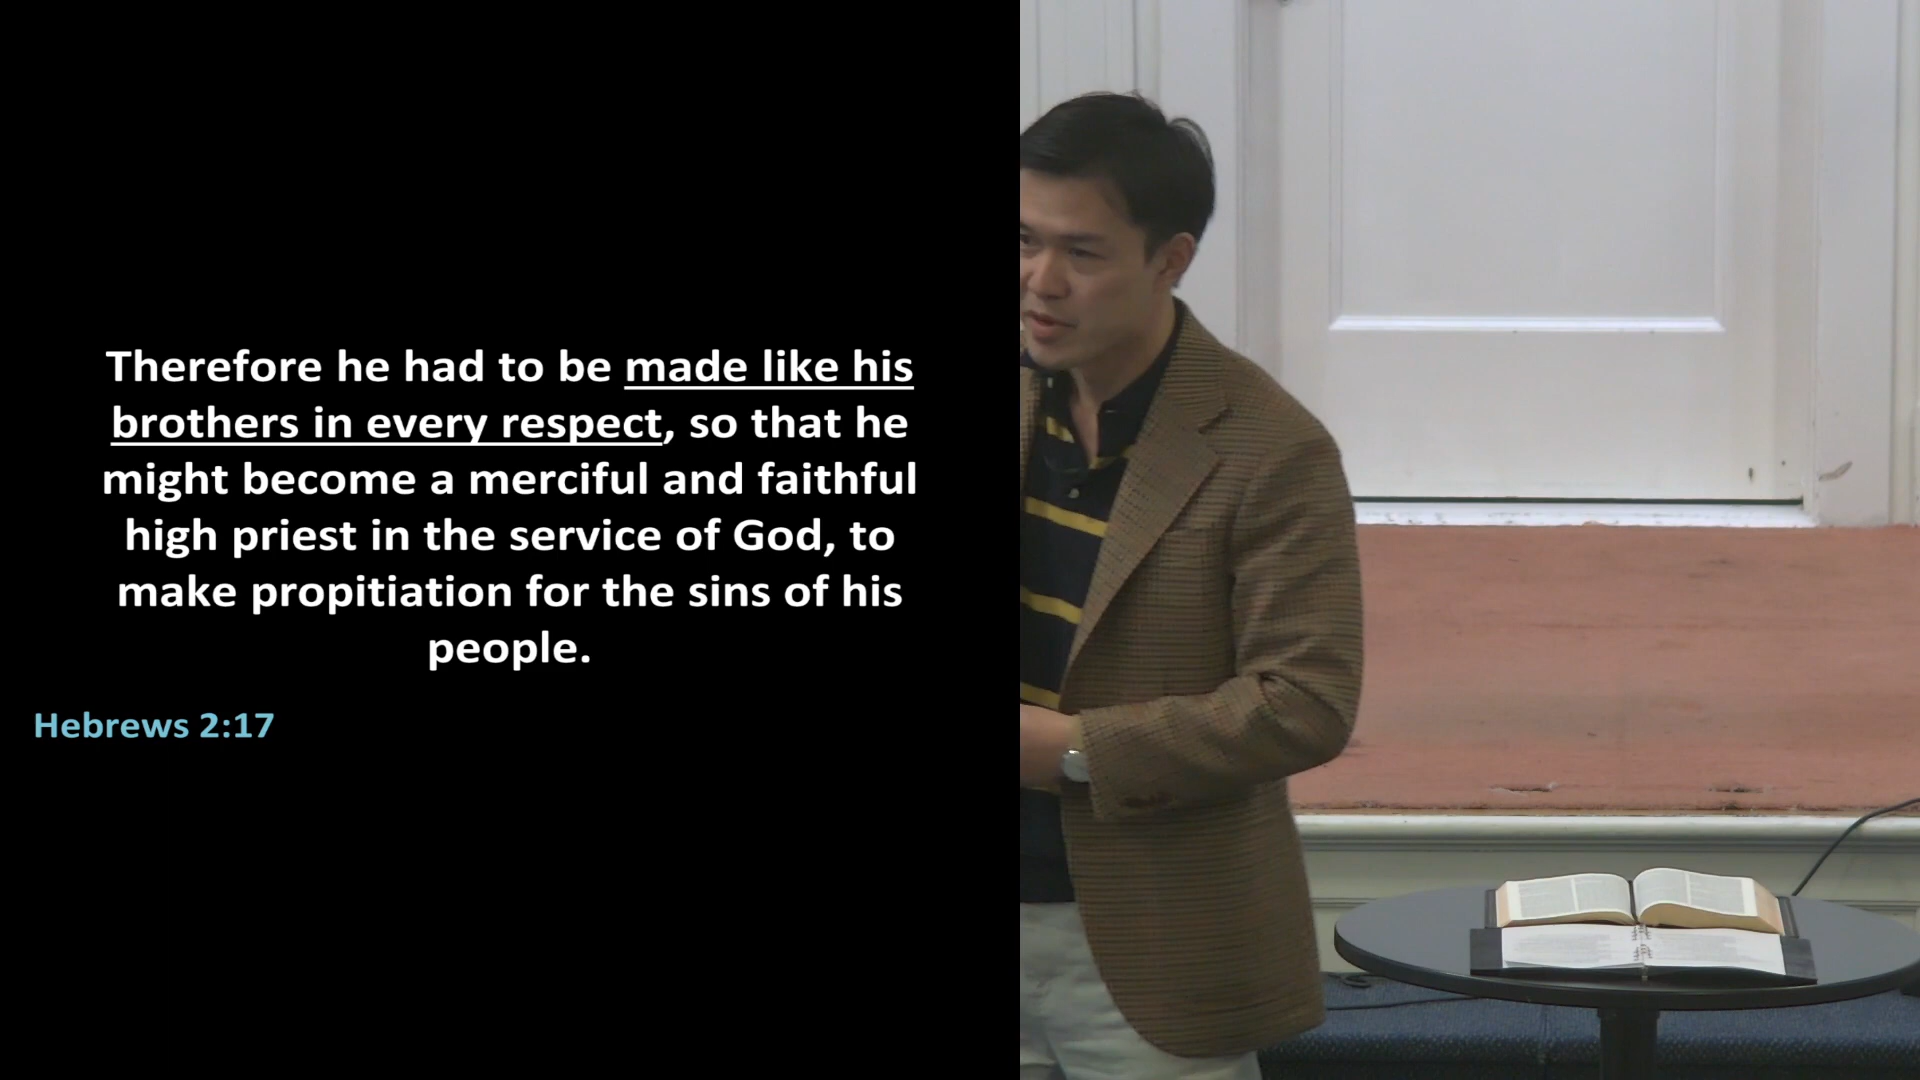 Therefore he had to be made like his
brothers in every respect, so that he
might become a merciful and faithful
high priest in the service of God, to
make propitiation for the sins of his
people.
Hebrews 2:17